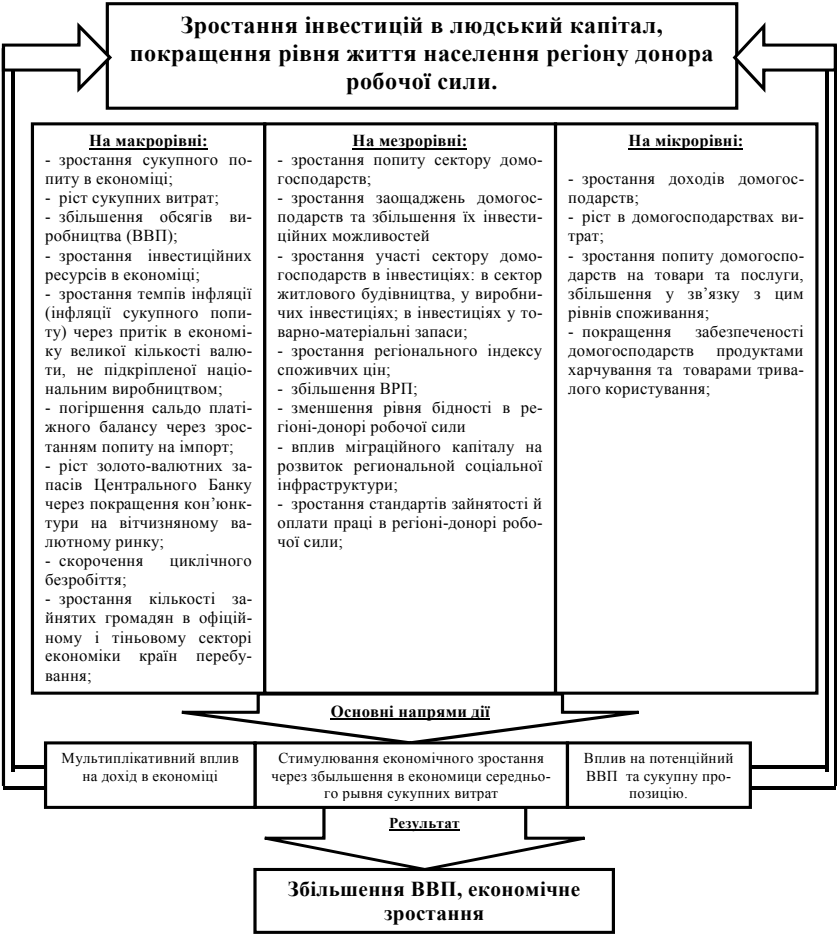 Зростання інвестицій в людський капітал,
покращення рівня життя населення регіону донора
робочої сили.
На макрорівні:
- зростання сукупного по-
питу в економіці;
- ріст сукупних витрат;
- збільшення обсягів ви-
робництва (ВВП);
- зростання інвестиційних
ресурсів в економіці;
- зростання темпів інфляції
(інфляції сукупного попи-
ту) через притік в економі-
ку великої кількості валю-
ти, не підкріпленої націо-
нальним виробництвом;
- погіршення сальдо платі-
жного балансу через зрос-
танням попиту на імпорт;
- ріст золото-валютних за-
пасів Центрального Банку
через покращення кон’юнк-
тури на вітчизняному ва-
лютному ринку;
- скорочення циклічного
безробіття;
- зростання кількості за-
йнятих громадян в офіцій-
ному і тіньовому секторі
економіки країн перебу-
вання;
На мезрорівні:
- зростання попиту сектору домо-
господарств;
- зростання заощаджень домогос-
подарств та збільшення їх інвести-
ційних можливостей
- зростання участі сектору домо-
господарств в інвестиціях: в сектор
житлового будівництва, у виробни-
чих інвестиціях; в інвестиціях у то-
варно-матеріальні запаси;
- зростання регіонального індексу
споживчих цін;
- збільшення ВРП;
- зменшення рівня бідності в ре-
гіоні-донорі робочої сили
- вплив міграційного капіталу на
розвиток региональной соціальної
інфраструктури;
- зростання стандартів зайнятості й
оплати праці в регіоні-донорі робо-
чої сили;
На мікрорівні:
- зростання доходів домогос-
подарств;
- ріст в домогосподарствах ви-
трат;
- зростання попиту домогоспо-
дарств на товари та послуги,
збільшення у зв’язку з цим
рівнів споживання;
- покращення забезпеченості
домогосподарств продуктами
харчування та товарами трива-
лого користування;
Основні напрями дії
Мультиплікативний вплив
на дохід в економіці
Стимулювання економічного зростання
через збыльшення в економици середньо-
го рывня сукупних витрат
Вплив на потенційний
ВВП та сукупну про-
позицію.
Результат
Збільшення ВВП, економічне
зростання